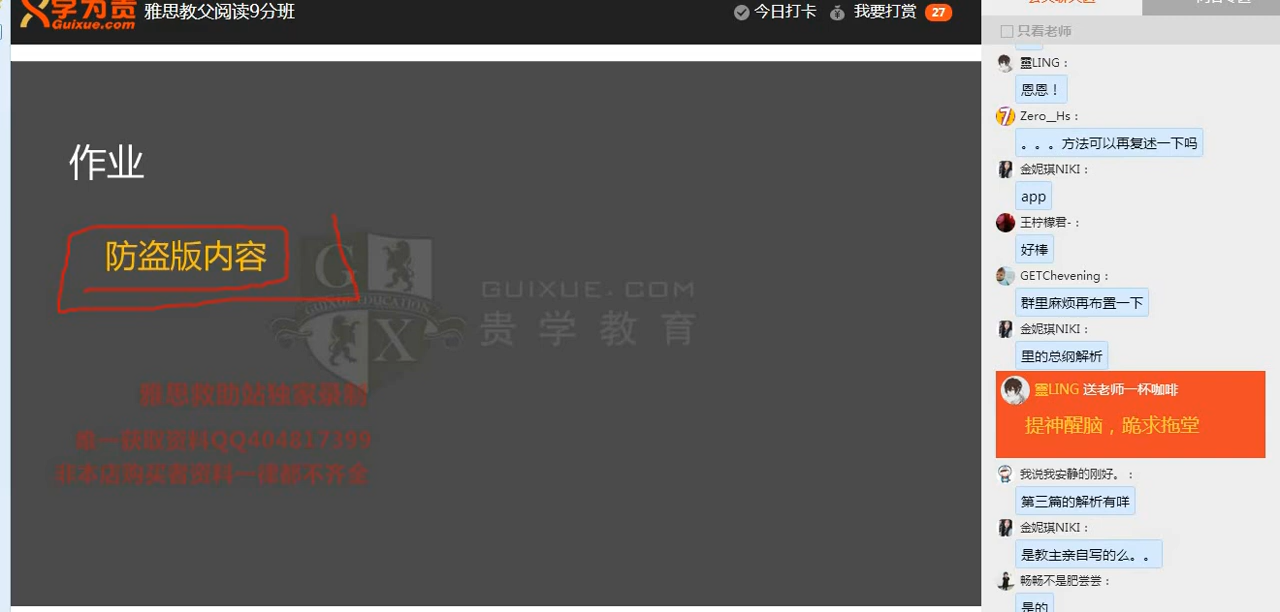 学为贵
Guixue.com
雅思教父阅读9分班
今日打卡
我要打赏
27
作业
防盗版内容
G
X
GUIXUE EDUCATION
GUIXUE.COM
贵学教育
雅思救助站独家录制
唯一获取资料QQ404817399
非本店购买者资料一律都不齐全
只看老师
靈LING：
恩恩！
Zero__Hs：
。。。方法可以再复述一下吗
金妮琪NIKI：
app
王柠檬君-：
好棒
GETChevening：
群里麻烦再布置一下
金妮琪NIKI：
里的总纲解析
靈LING 送老师一杯咖啡
提神醒脑，跪求拖堂
我说我安静的刚好。：
第三篇的解析有咩
金妮琪NIKI：
是教主亲自写的么。。
畅畅不是肥尝尝：
是的